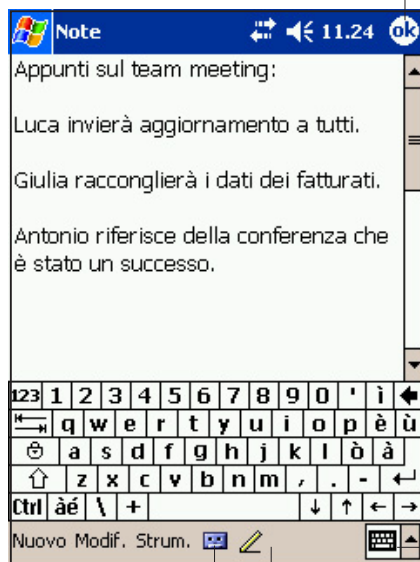 Note 11.24 ok
Appunti sul team meeting:
Luca invierà aggiornamento a tutti.
Giulia racconglierà i dati dei fatturati.
Antonio riferisce della conferenza che
è stato un successo.
123 1 2 3 4 5 6 7 8 9 0 ' ì
q w e r t y u i o p è ù
a s d f g h j k l ò à
z x c v b n m , . -
Ctrl àé \ +
Nuovo Modif. Strum.